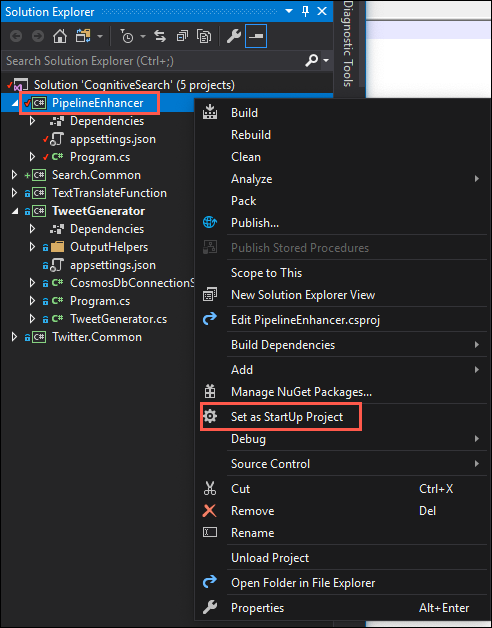 Solution Explorer
Search Solution Explorer (Ctrl+;)
Solution 'CognitiveSearch' (5 projects)
C# PipelineEnhancer
Dependencies
appsettings.json
C# Program.cs
C# Search.Common
C# TextTranslateFunction
C# TweetGenerator
Dependencies
OutputHelpers
appsettings.json
C# CosmosDbConnectionS
C# Program.cs
C# TweetGenerator.cs
C# Twitter.Common
Diagnostic Tools
Build
Rebuild
Clean
Analyze
Pack
Publish...
Publish Stored Procedures
Scope to This
New Solution Explorer View
Edit PipelineEnhancer.csproj
Build Dependencies
Add
Manage NuGet Packages...
Set as StartUp Project
Debug
Source Control
Cut Ctrl+X
Remove Del
Rename
Unload Project
Open Folder in File Explorer
Properties Alt+Enter